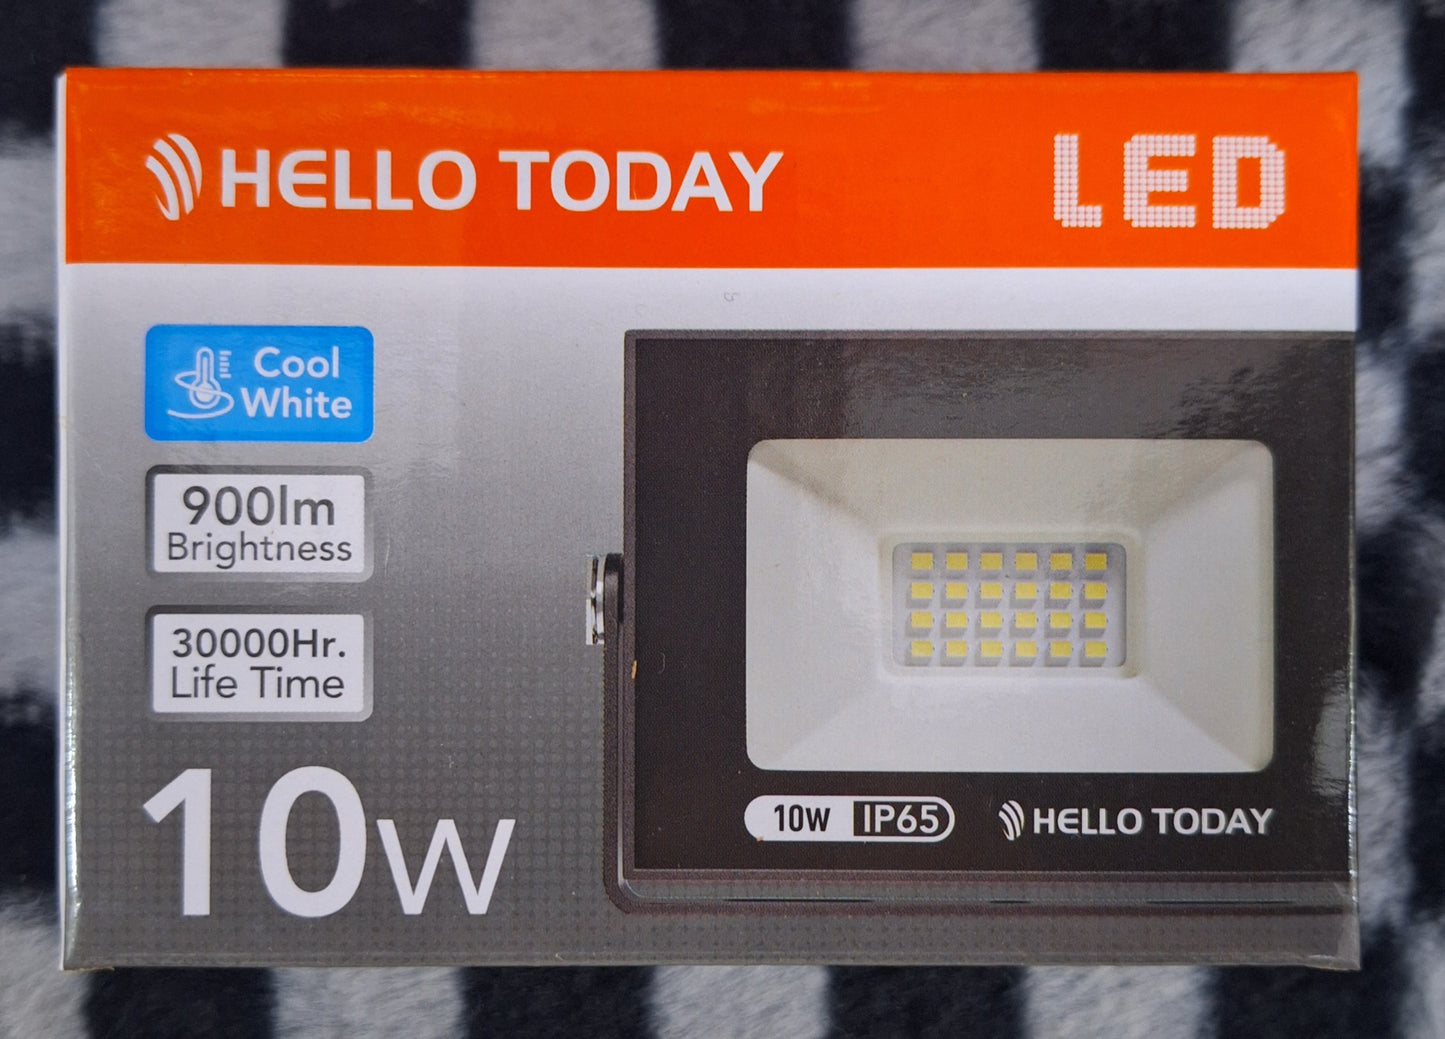 HELLO TODAY
LED
Cool
White
900lm
Brightness
30000Hr.
Life Time
10W
10W IP65
HELLO TODAY